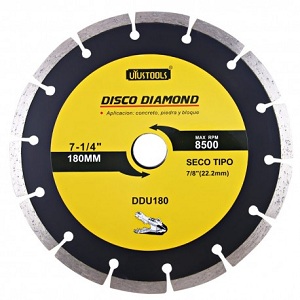 UYUSTOOLS
DISCO DIAMOND
Aplicacion: concreto, piedra y bloque
7-1/4"
180MM
MAX RPM
8500
SECO TIPO
7/8"(22.2mm)
DDU180